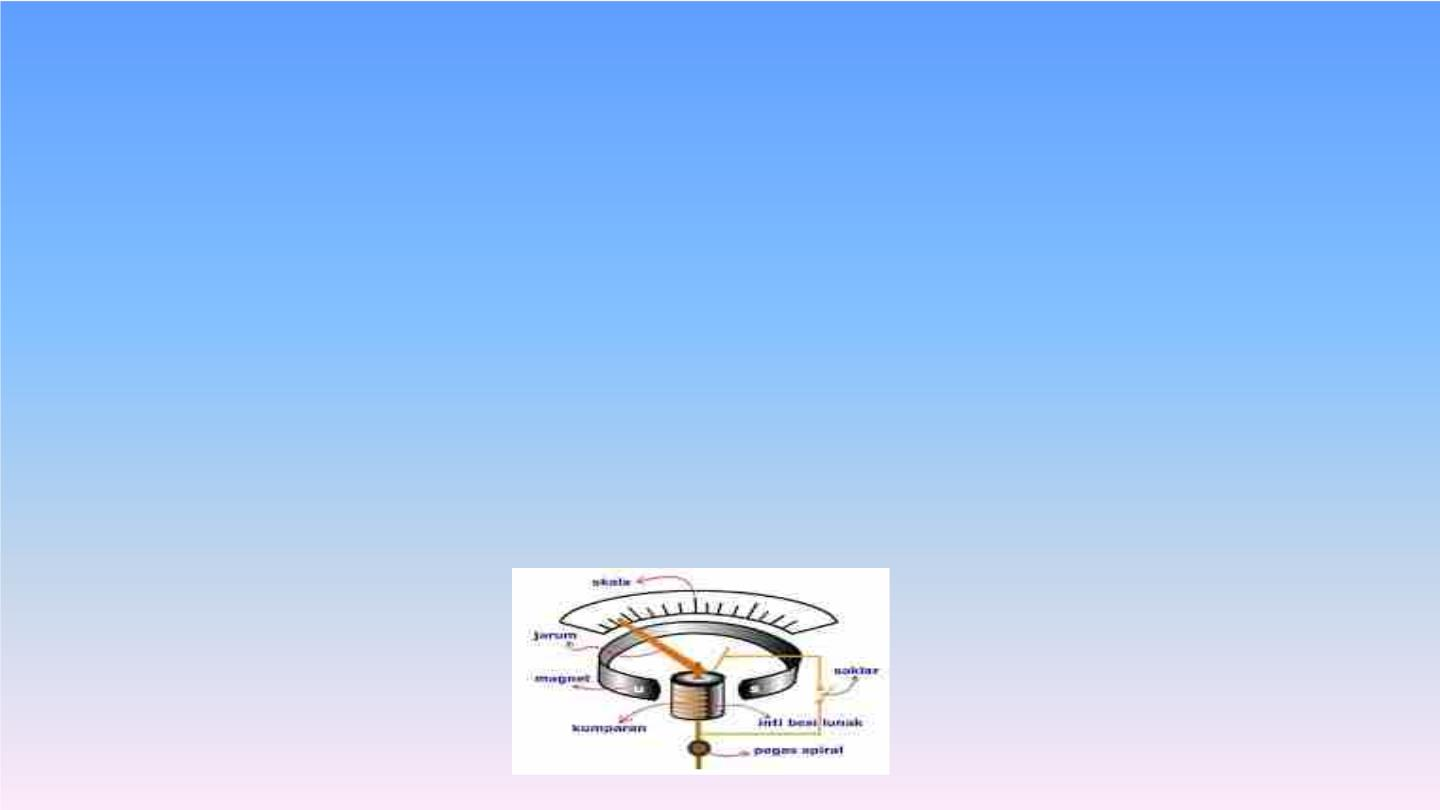 skala
jarum
magnet
saklar
kumparan
inti besi lunak
pegas spiral
U
S